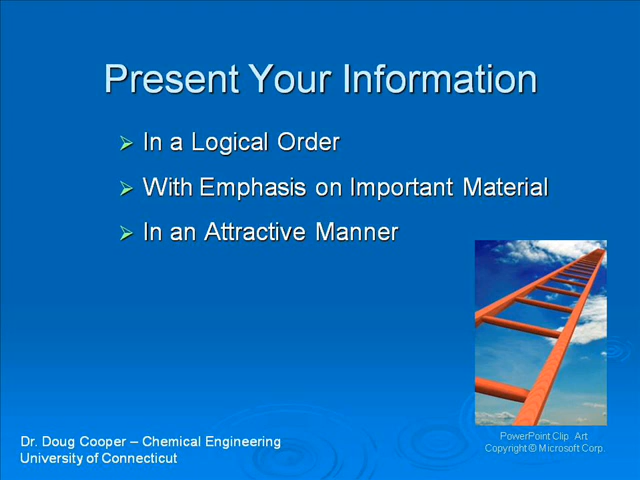 Present Your Information
In a Logical Order
With Emphasis on Important Material
In an Attractive Manner
PowerPoint Clip Art
Copyright © Microsoft Corp.
Dr. Doug Cooper – Chemical Engineering
University of Connecticut